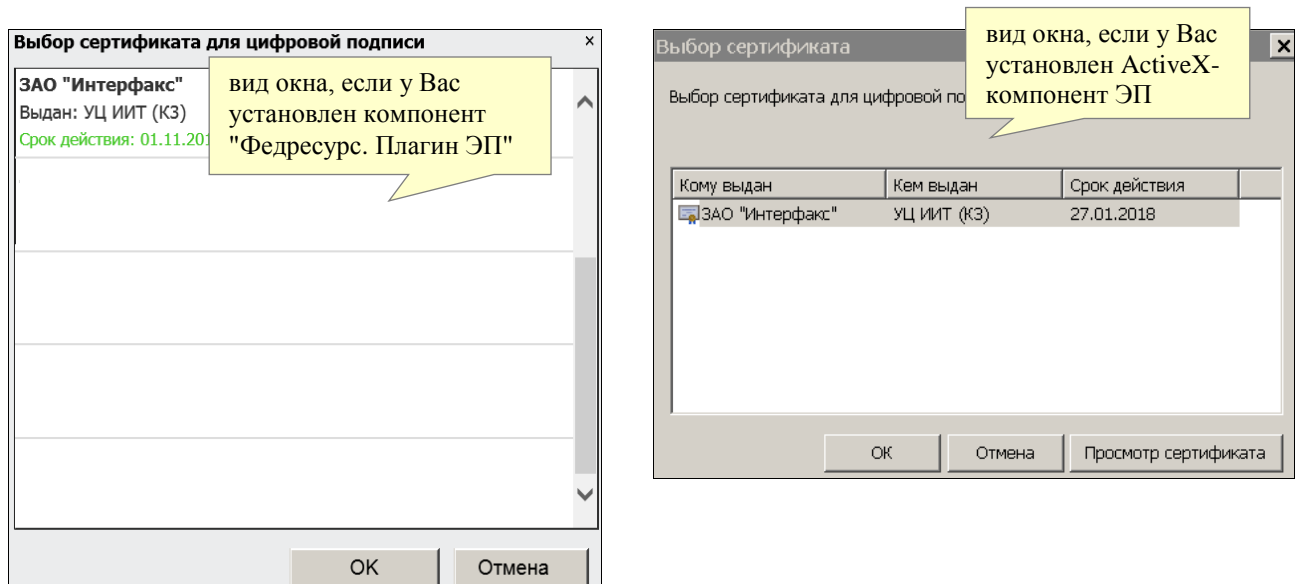 Выбор сертификата для цифровой подписи
ЗАО "Интерфакс"
Выдан: УЦ ИИТ (КЗ)
Срок действия: 01.11.201
вид окна, если у Вас
установлен компонент
"Федресурс. Плагин ЭП"
OK
Отмена
Выбор сертификата
вид окна, если у Вас
установлен ActiveX-
компонент ЭП
Выбор сертификата для цифровой по
Кому выдан Кем выдан Срок действия
ЗАО "Интерфакс" УЦ ИИТ (КЗ) 27.01.2018
ОК Отмена Просмотр сертификата